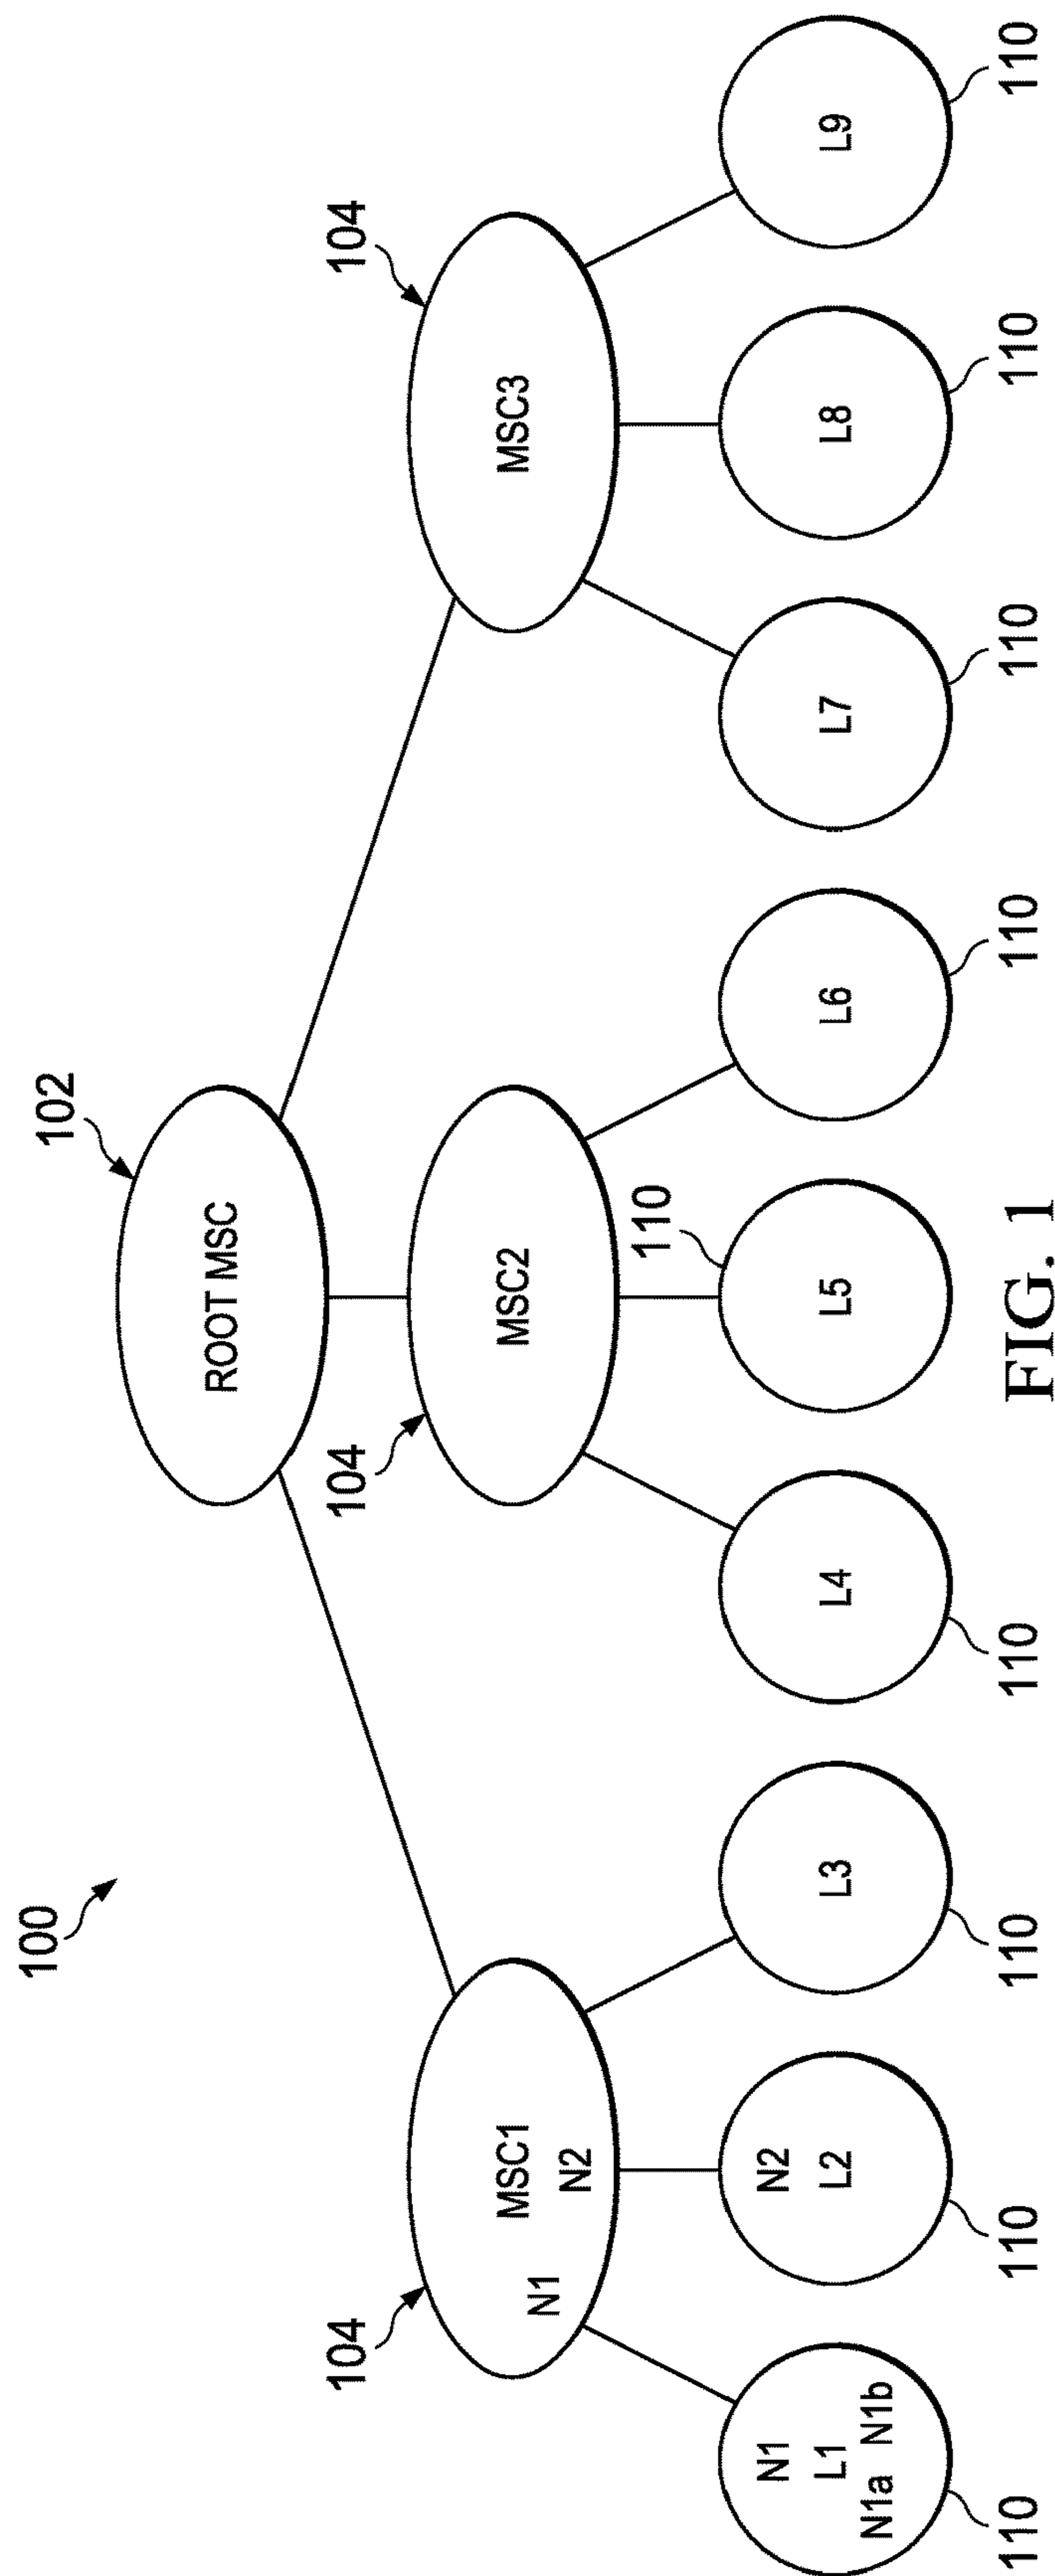 100
102
ROOT MSC
104
104
104
MSC1
N1
N2
MSC2
MSC3
110
N1
L1
N1a
N1b
N2
L2
L3
L4
L5
L6
L7
L8
L9
110
110
110
110
110
110
110
110
FIG. 1